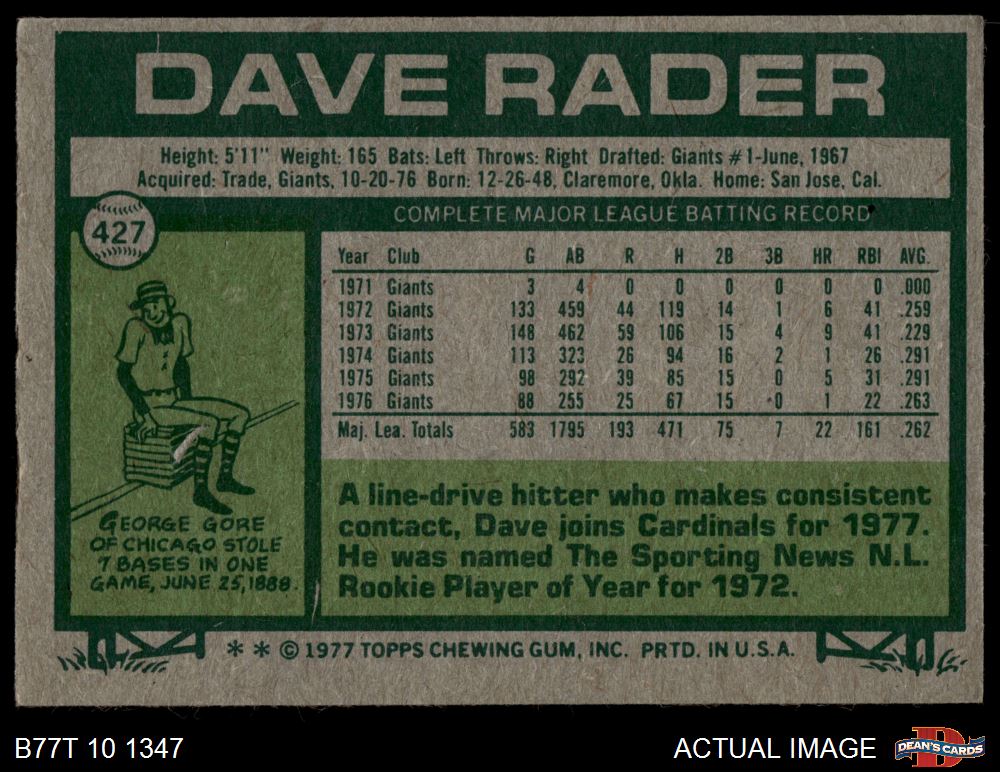 DAVE RADER
Height: 5'11" Weight: 165 Bats: Left Throws: Right Drafted: Giants #1-June, 1967
Acquired: Trade, Giants, 10-20-76 Born: 12-26-48, Claremore, Okla. Home: San Jose, Cal.
427
COMPLETE MAJOR LEAGUE BATTING RECORD
Year Club G AB R H 2B 3B HR RBI AVG.
1971 Giants 3 4 0 0 0 0 0 0 .000
1972 Giants 133 459 44 119 14 1 6 41 .259
1973 Giants 148 462 59 106 15 4 9 41 .229
1974 Giants 113 323 26 94 16 2 1 26 .291
1975 Giants 98 292 39 85 15 0 5 31 .291
1976 Giants 88 255 25 67 15 0 1 22 .263
Maj. Lea. Totals 583 1795 193 471 75 7 22 161 .262
GEORGE GORE
OF CHICAGO STOLE
7 BASES IN ONE
GAME, JUNE 25, 1888.
A line-drive hitter who makes consistent
contact, Dave joins Cardinals for 1977.
He was named The Sporting News N.L.
Rookie Player of Year for 1972.
* * © 1977 TOPPS CHEWING GUM, INC. PRTD. IN U.S.A.
B77T 10 1347
ACTUAL IMAGE
D
DEAN'S CARDS